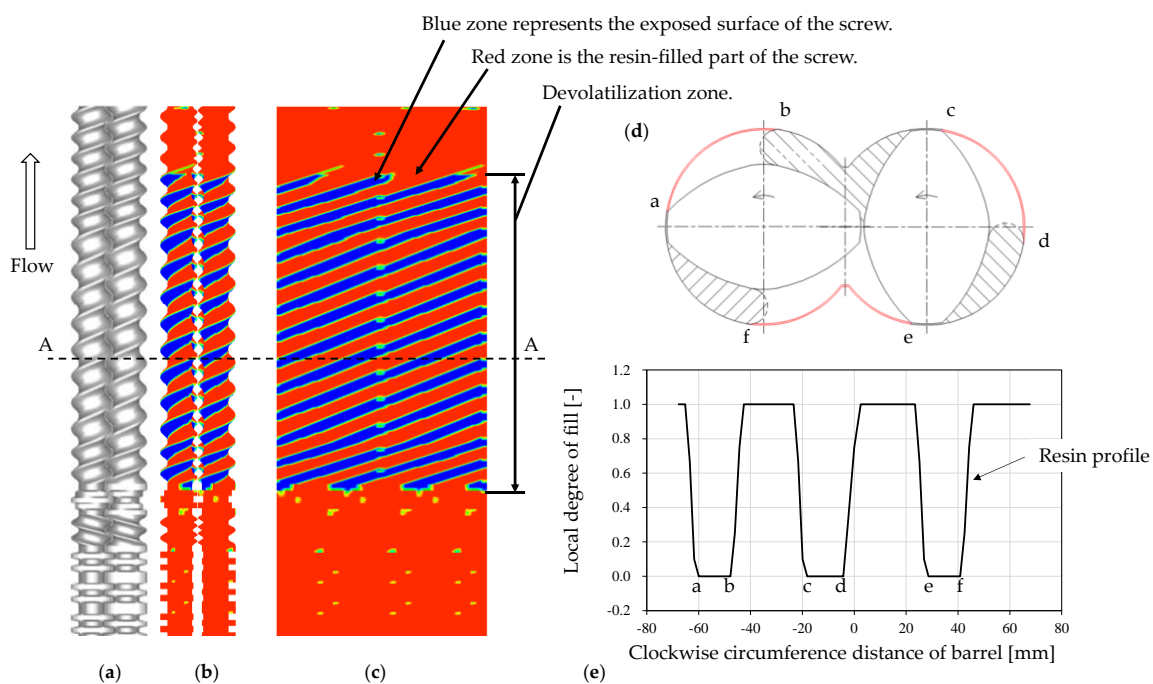 Blue zone represents the exposed surface of the screw.
Red zone is the resin-filled part of the screw.
Devolatilization zone.
(d)
b
c
a
d
f
e
Flow
A
A
1.2
1.0
0.8
0.6
0.4
0.2
0.0
-0.2
Local degree of fill [-]
Resin profile
a
b
c
d
e
f
-80
-60
-40
-20
0
20
40
60
80
Clockwise circumference distance of barrel [mm]
(a)
(b)
(c)
(e)